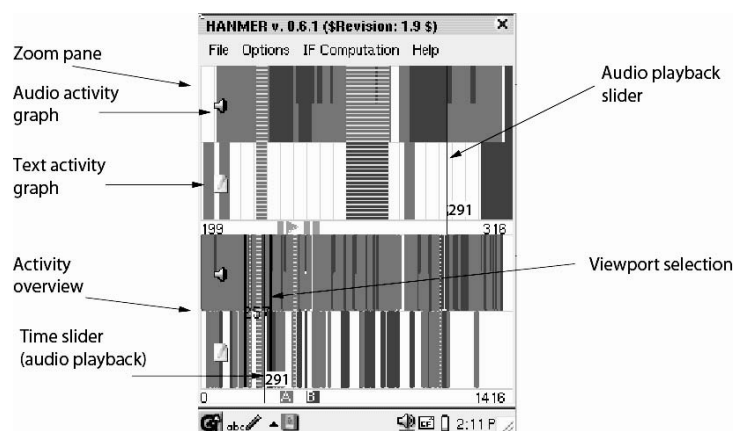 HANMER v. 0.6.1 ($Revision: 1.9 $)
File Options IF Computation Help
Zoom pane
Audio activity
graph
Text activity
graph
Audio playback
slider
291
199 316
Activity
overview
Viewport selection
257
Time slider
(audio playback)
291
0 A B 1416
abc 2:11 P